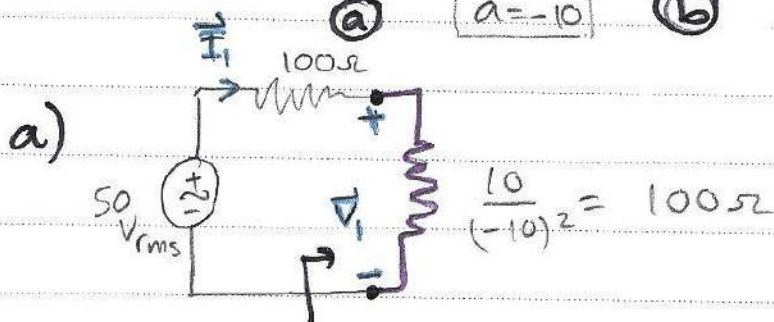 ⓐ a = -10 ⓑ
I₁ 100Ω
a)
+
50 Vrms
+
-
V₁
10/(-10)² = 100Ω
-